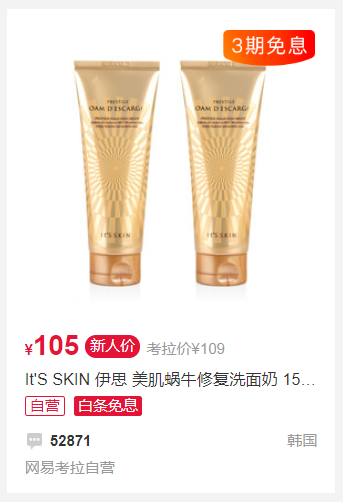 3期免息
PRESTIGE
OAM D'ESCARGO
It'S SKIN
PRESTIGE
OAM D'ESCARGO
It'S SKIN
¥105 新人价 考拉价¥109
It'S SKIN 伊思 美肌蜗牛修复洗面奶 15...
自营 白条免息
52871 韩国
网易考拉自营